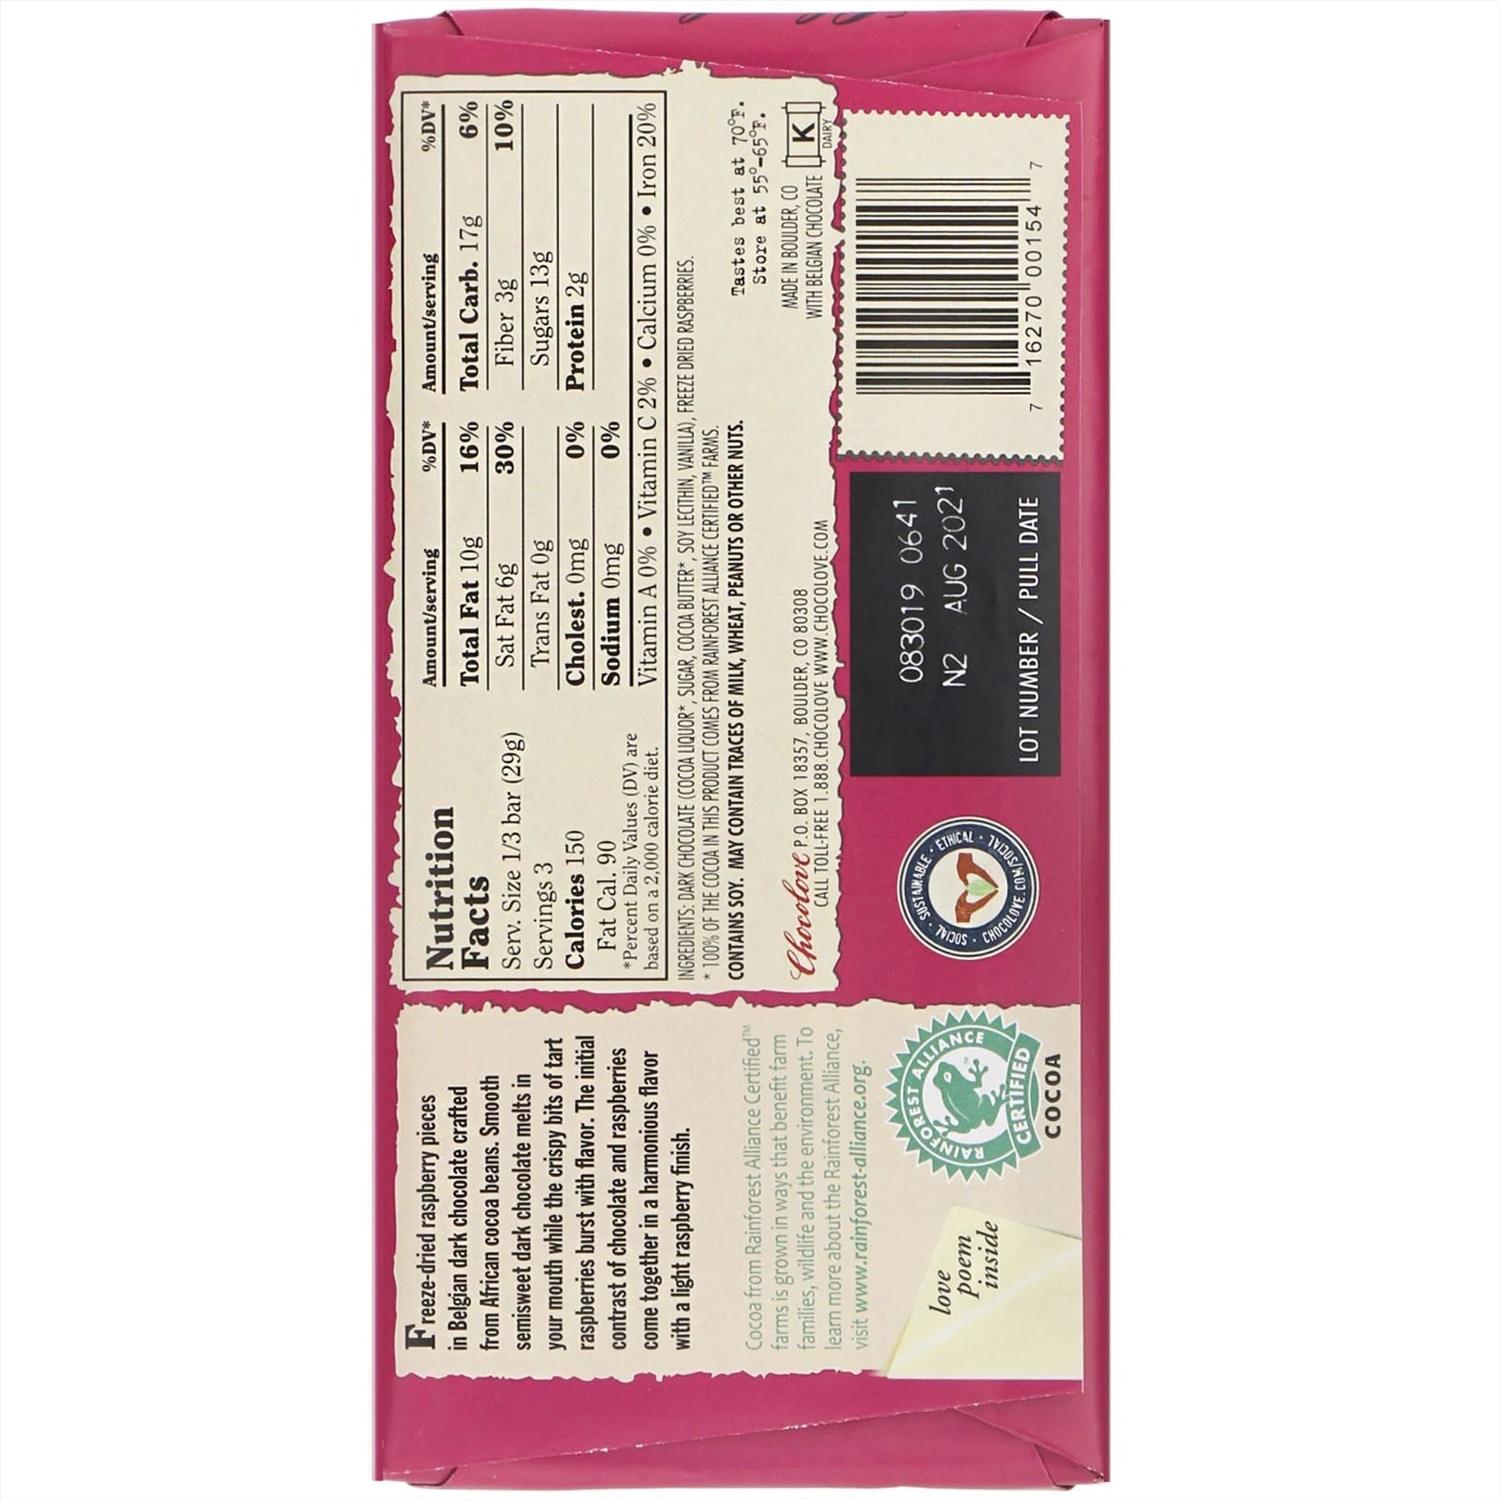 Freeze-dried raspberry pieces
in Belgian dark chocolate crafted
from African cocoa beans. Smooth
semisweet dark chocolate melts in
your mouth while the crispy bits of tart
raspberries burst with flavor. The initial
contrast of chocolate and raspberries
come together in a harmonious flavor
with a light raspberry finish.
Cocoa from Rainforest Alliance Certified™
farms is grown in ways that benefit farm
families, wildlife and the environment. To
learn more about the Rainforest Alliance,
visit www.rainforest-alliance.org.
love
poem
inside
RAINFOREST ALLIANCE
CERTIFIED
COCOA
Nutrition
Facts
Serv. Size 1/3 bar (29g)
Servings 3
Calories 150
Fat Cal. 90
*Percent Daily Values (DV) are
based on a 2,000 calorie diet.
Amount/serving %DV*
Total Fat 10g 16%
Sat Fat 6g 30%
Trans Fat 0g
Cholest. 0mg 0%
Sodium 0mg 0%
Amount/serving %DV*
Total Carb. 17g 6%
Fiber 3g 10%
Sugars 13g
Protein 2g
Vitamin A 0% • Vitamin C 2% • Calcium 0% • Iron 20%
INGREDIENTS: DARK CHOCOLATE (COCOA LIQUOR*, SUGAR, COCOA BUTTER*, SOY LECITHIN, VANILLA), FREEZE DRIED RASPBERRIES.
* 100% OF THE COCOA IN THIS PRODUCT COMES FROM RAINFOREST ALLIANCE CERTIFIED™ FARMS.
CONTAINS SOY. MAY CONTAIN TRACES OF MILK, WHEAT, PEANUTS OR OTHER NUTS.
Tastes best at 70°F.
Store at 55°-65°F.
Chocolove P.O. BOX 18357, BOULDER, CO 80308
CALL TOLL-FREE 1.888.CHOCOLOVE WWW.CHOCOLOVE.COM
MADE IN BOULDER, CO
WITH BELGIAN CHOCOLATE
K
DAIRY
SOCIAL • SUSTAINABLE • ETHICAL •
CHOCOLOVE.COM/SOCIAL • SOCIAL
083019 0641
N2 AUG 2021
LOT NUMBER / PULL DATE
7 16270 00154 7